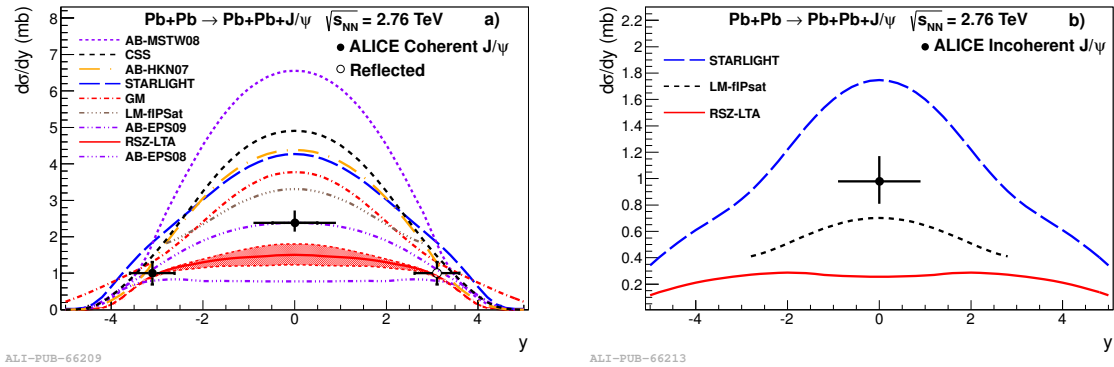 Pb+Pb → Pb+Pb+J/ψ √sNN = 2.76 TeV a)
dσ/dy (mb)
AB-MSTW08
CSS
AB-HKN07
STARLIGHT
GM
LM-fIPsat
AB-EPS09
RSZ-LTA
AB-EPS08
ALICE Coherent J/ψ
Reflected
8
7
6
5
4
3
2
1
0
-4 -2 0 2 4
y
ALI-PUB-66209
Pb+Pb → Pb+Pb+J/ψ √sNN = 2.76 TeV b)
dσ/dy (mb)
ALICE Incoherent J/ψ
STARLIGHT
LM-fIPsat
RSZ-LTA
2.2
2
1.8
1.6
1.4
1.2
1
0.8
0.6
0.4
0.2
-4 -2 0 2 4
y
ALI-PUB-66213